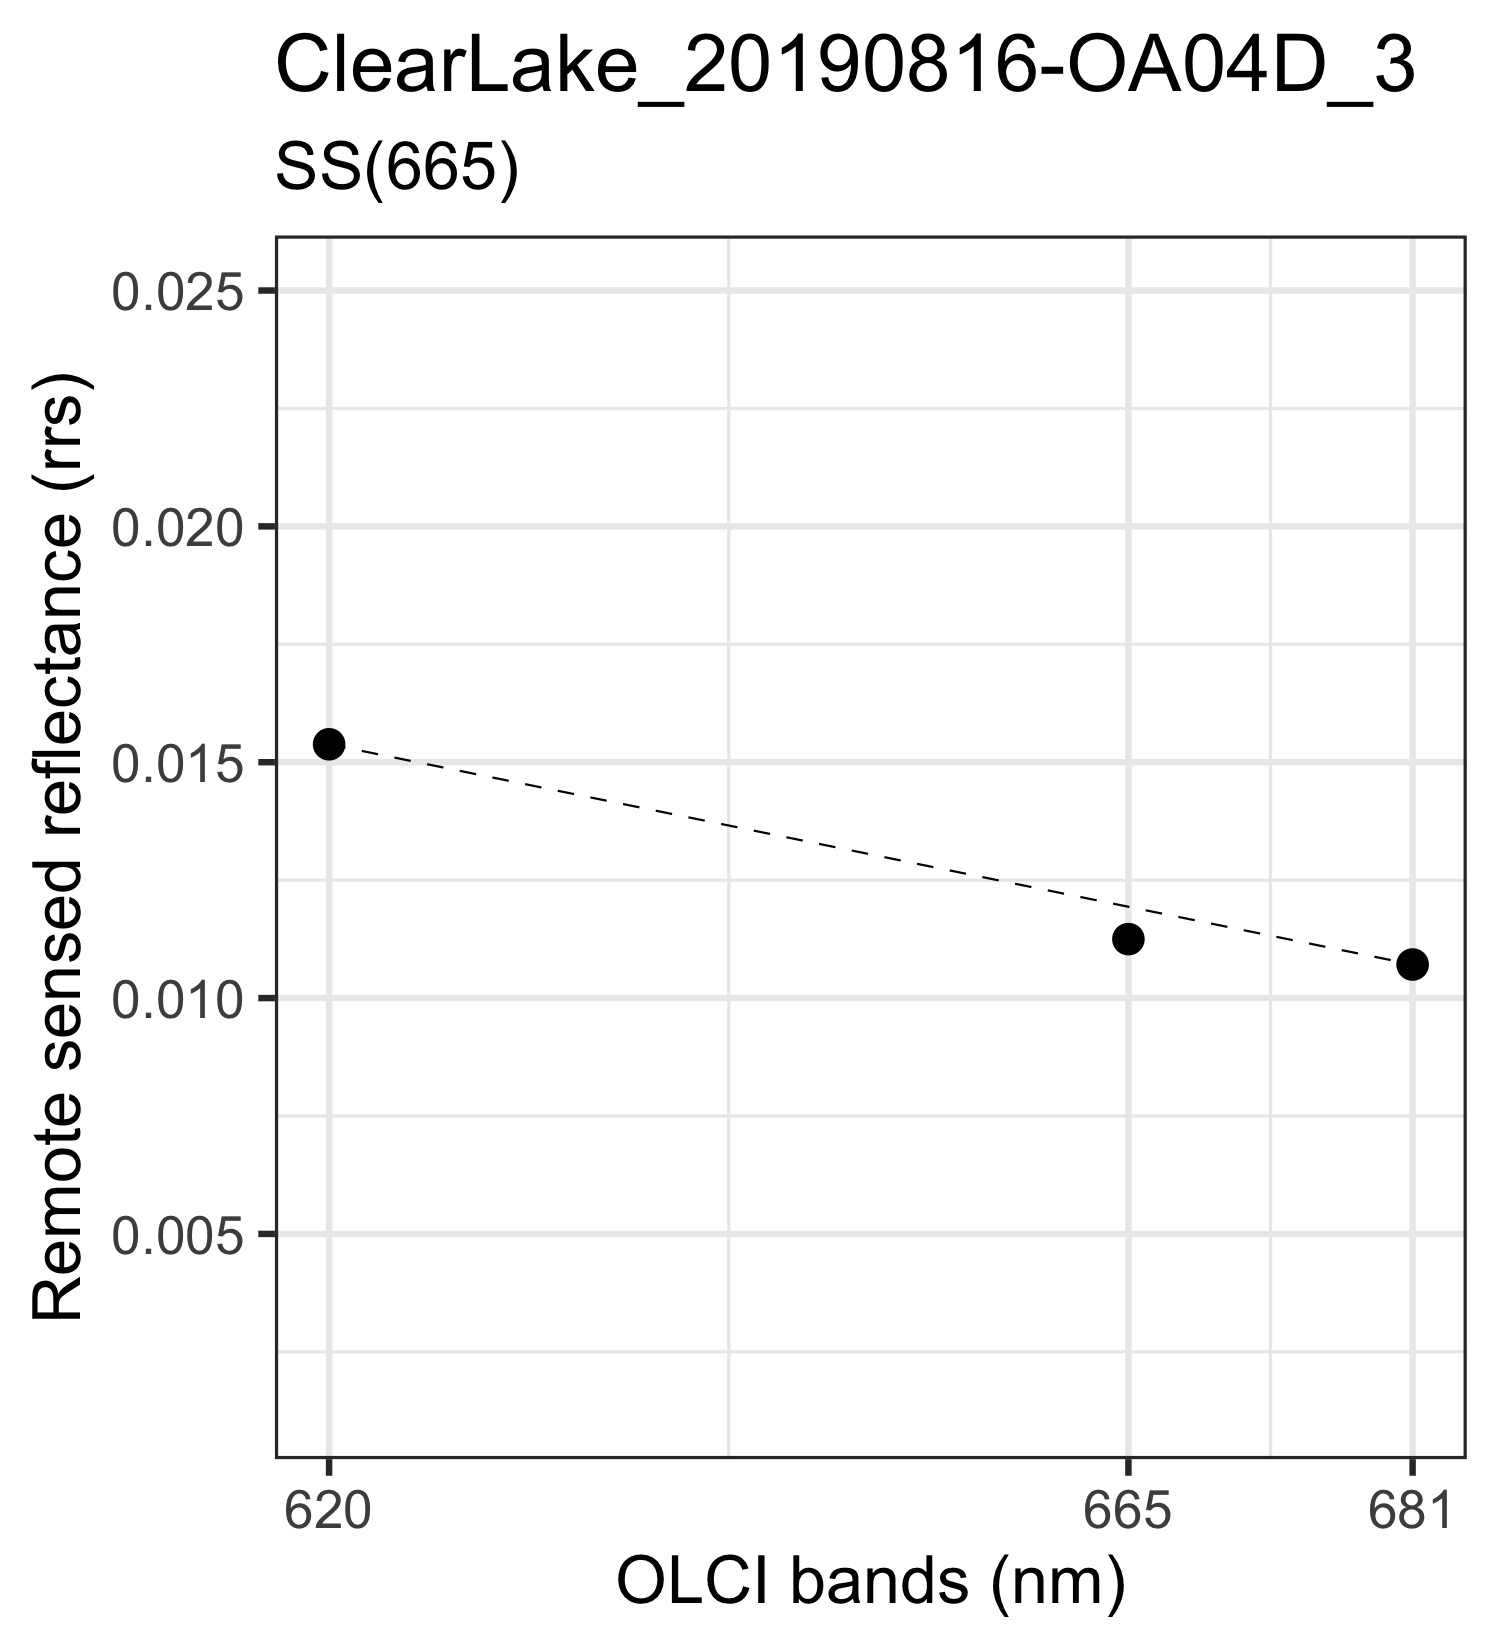 ClearLake_20190816-OA04D_3
SS(665)
Remote sensed reflectance (rrs)
0.025
0.020
0.015
0.010
0.005
620 665 681
OLCI bands (nm)